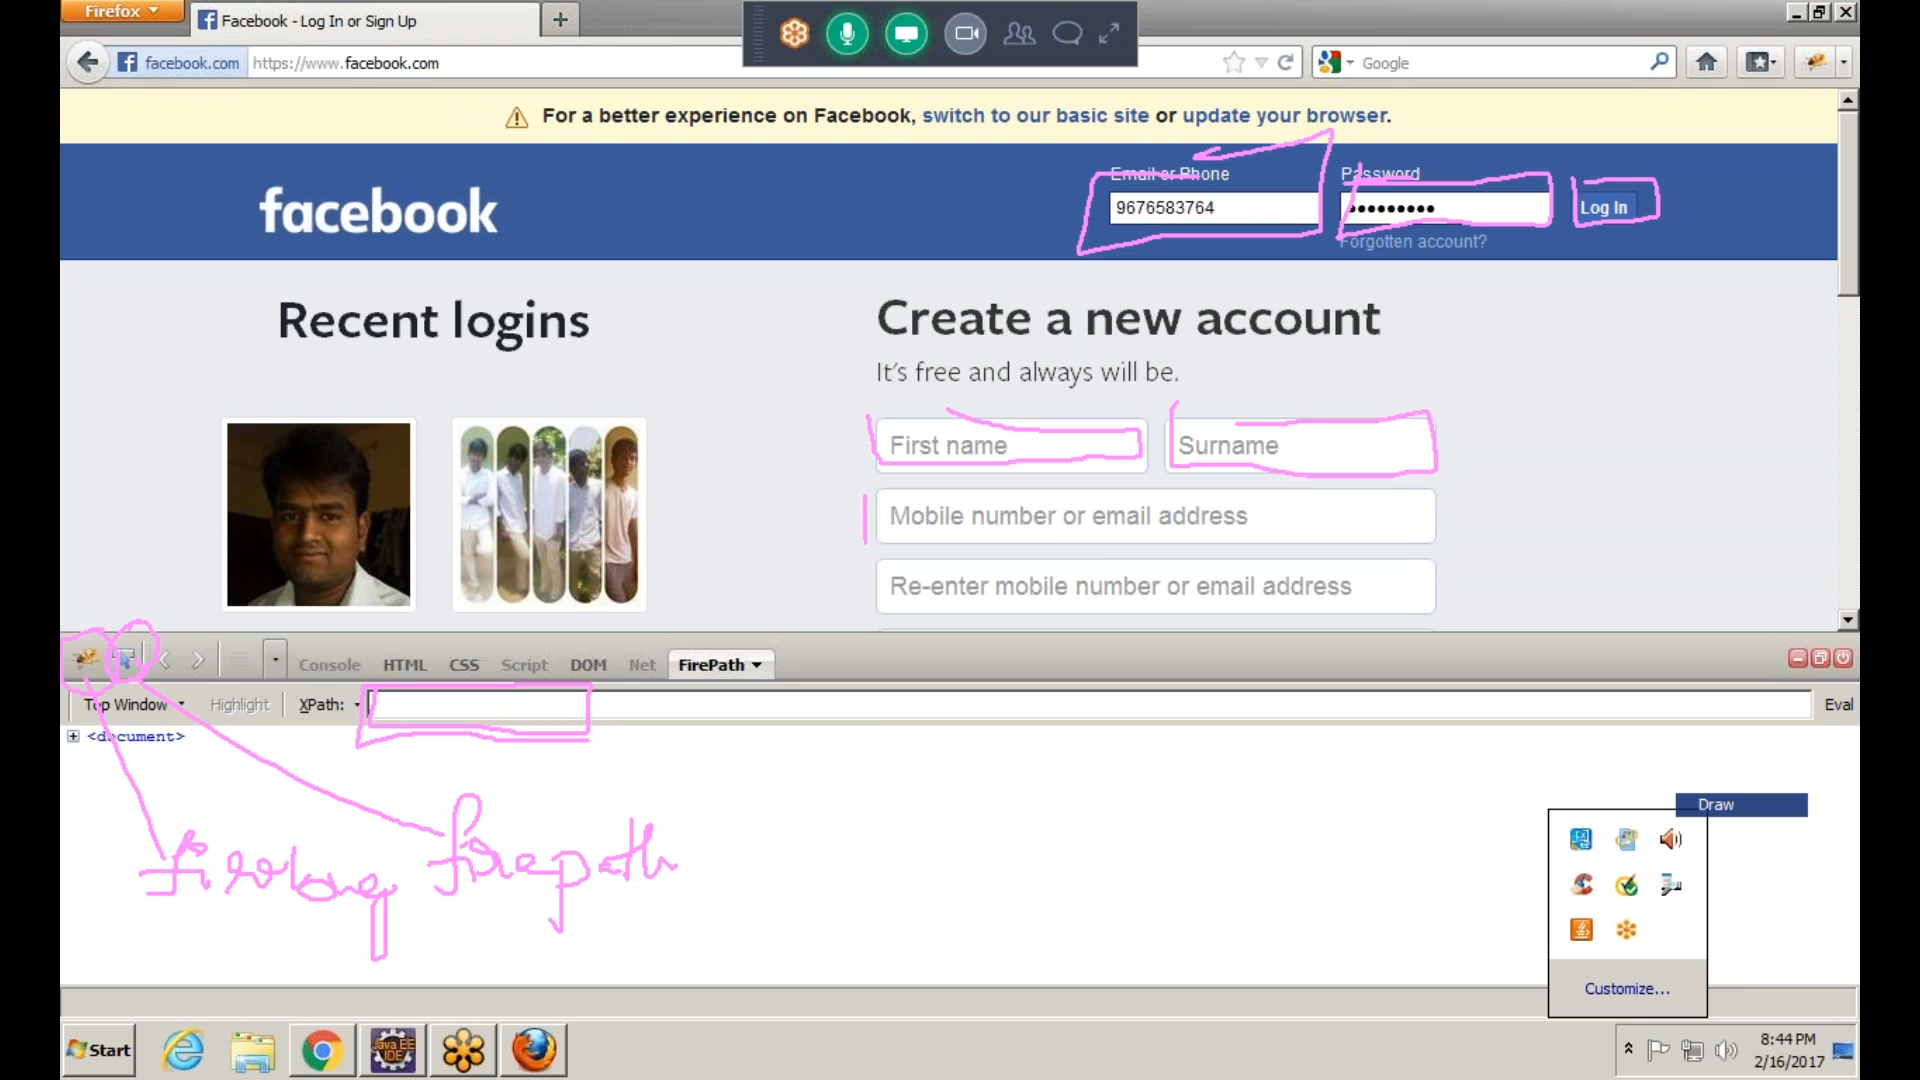 Firefox
Facebook - Log In or Sign Up
facebook.com https://www.facebook.com
Google
For a better experience on Facebook, switch to our basic site or update your browser.
facebook
Email or Phone
Password
9676583764
•••••••••
Log In
Forgotten account?
Recent logins
Create a new account
It's free and always will be.
First name
Surname
Mobile number or email address
Re-enter mobile number or email address
Console HTML CSS Script DOM Net FirePath
Top Window Highlight XPath: Eval
<document>
firepath
Draw
Customize...
Start
Java EE
IDE
8:44 PM
2/16/2017